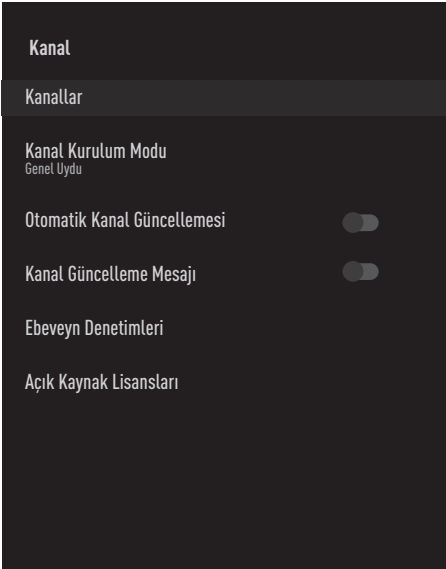 Kanal
Kanallar
Kanal Kurulum Modu
Genel Uydu
Otomatik Kanal Güncellemesi
Kanal Güncelleme Mesajı
Ebeveyn Denetimleri
Açık Kaynak Lisansları